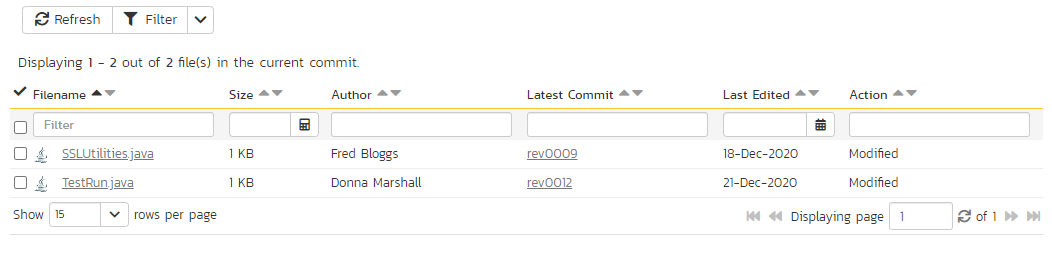 Refresh Filter
Displaying 1 - 2 out of 2 file(s) in the current commit.
Filename Size Author Latest Commit Last Edited Action
Filter
SSLUtilities.java 1 KB Fred Bloggs rev0009 18-Dec-2020 Modified
TestRun.java 1 KB Donna Marshall rev0012 21-Dec-2020 Modified
Show 15 rows per page Displaying page 1 of 1